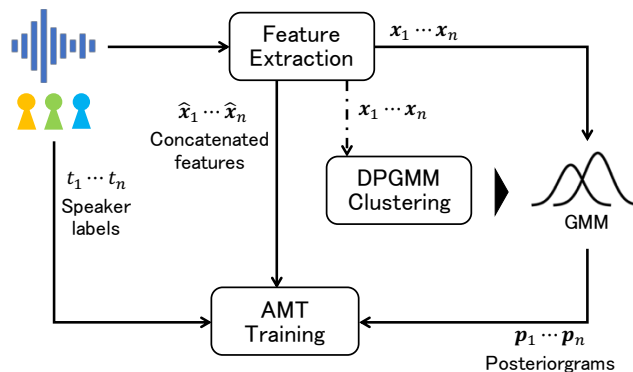 Feature
Extraction
x₁ ⋯ xₙ
x̂₁ ⋯ x̂ₙ
Concatenated
features
x₁ ⋯ xₙ
t₁ ⋯ tₙ
Speaker
labels
DPGMM
Clustering
GMM
AMT
Training
p₁ ⋯ pₙ
Posteriorgrams